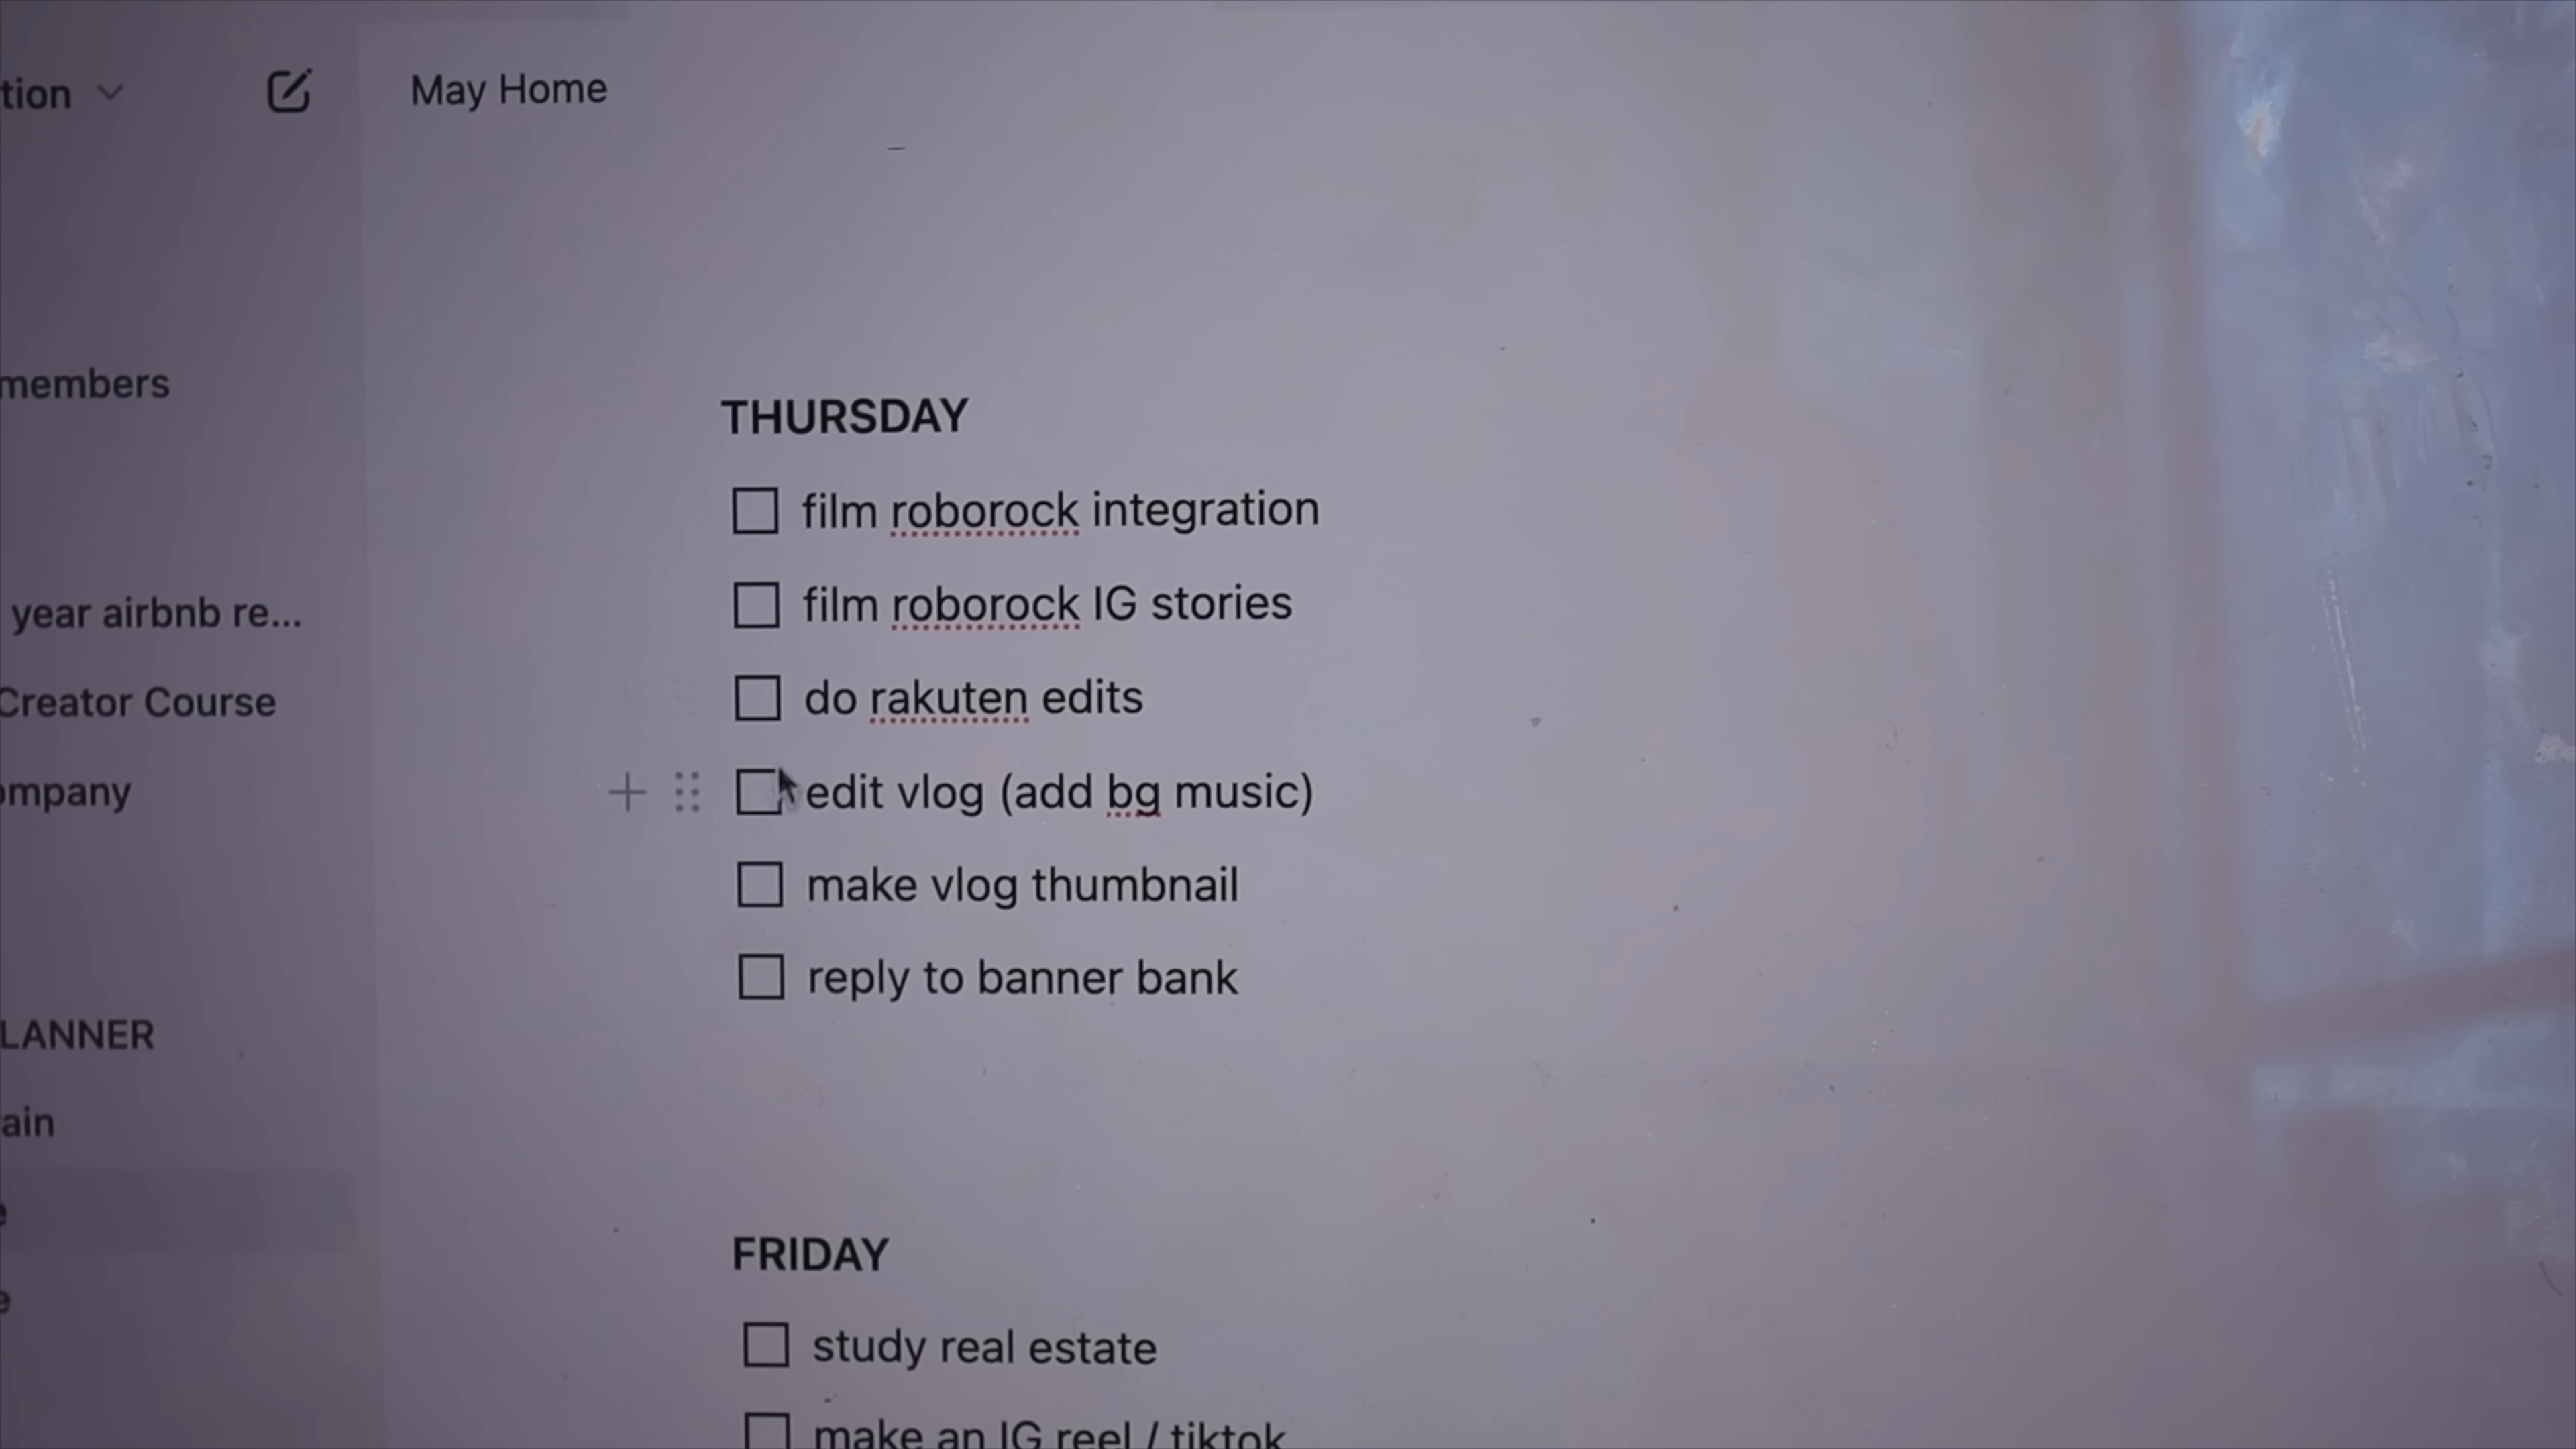 tion
May Home
members
year airbnb re...
Creator Course
ompany
LANNER
ain
e
e
THURSDAY
film roborock integration
film roborock IG stories
do rakuten edits
edit vlog (add bg music)
make vlog thumbnail
reply to banner bank
FRIDAY
study real estate
make an IG reel / tiktok